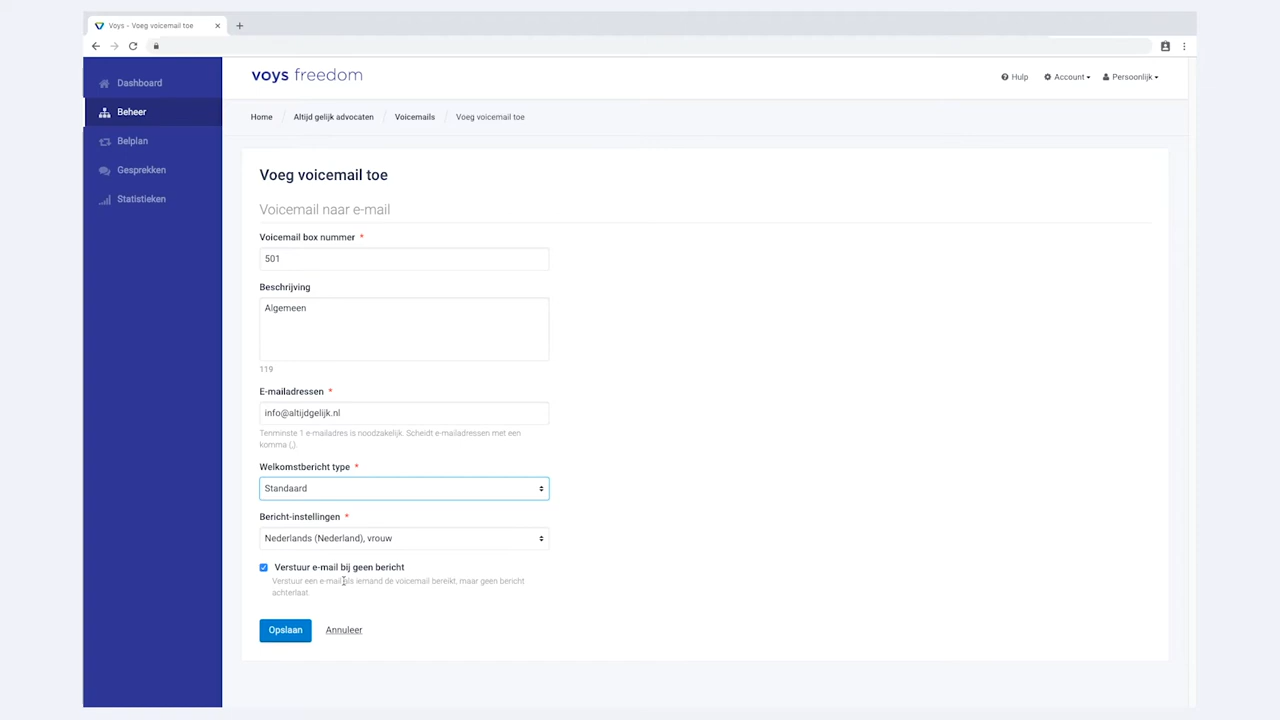 Voys - Voeg voicemail toe
voys freedom
Hulp
Account
Persoonlijk
Dashboard
Beheer
Belplan
Gesprekken
Statistieken
Home
Altijd gelijk advocaten
Voicemails
Voeg voicemail toe
Voeg voicemail toe
Voicemail naar e-mail
Voicemail box nummer *
501
Beschrijving
Algemeen
119
E-mailadressen *
info@altijdgelijk.nl
Tenminste 1 e-mailadres is noodzakelijk. Scheidt e-mailadressen met een
komma (,).
Welkomstbericht type *
Standaard
Bericht-instellingen *
Nederlands (Nederland), vrouw
Verstuur e-mail bij geen bericht
Verstuur een e-mail als iemand de voicemail bereikt, maar geen bericht
achterlaat
Opslaan
Annuleer